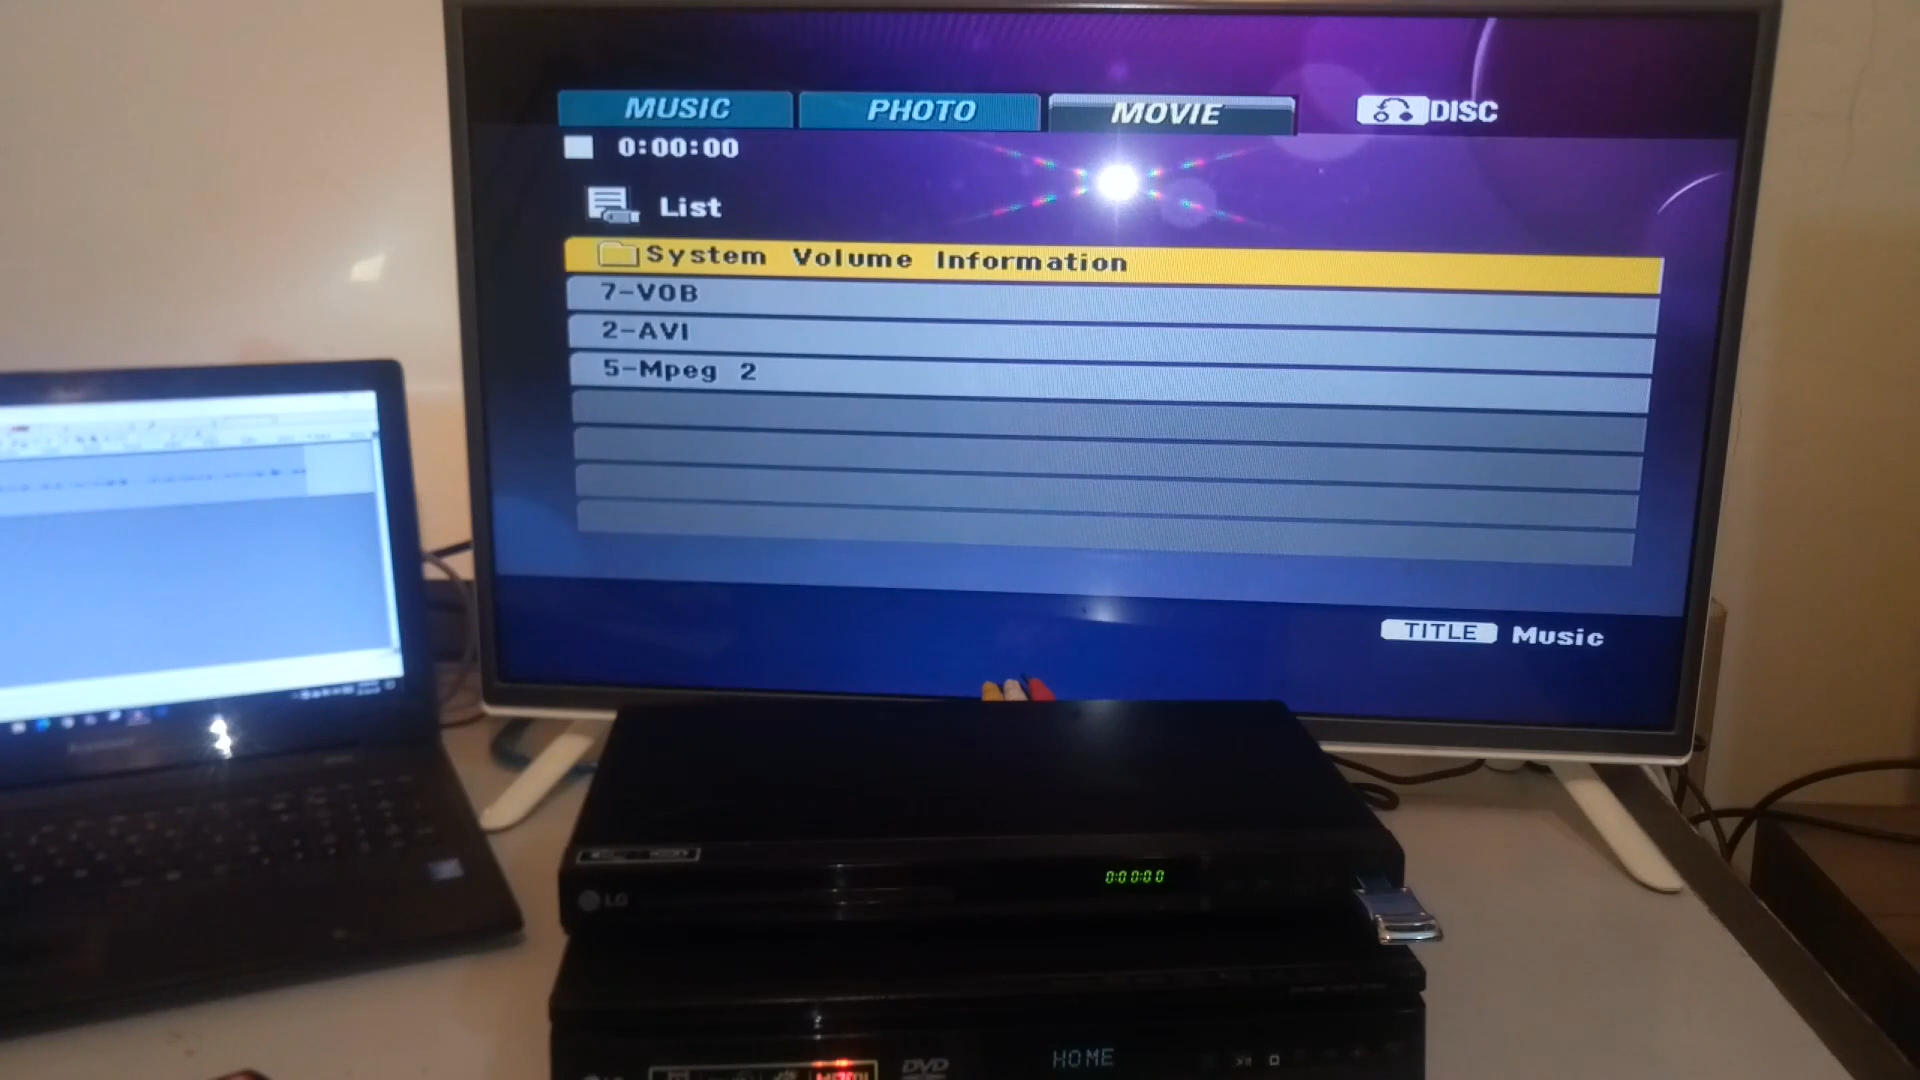 MUSIC PHOTO MOVIE DISC
0:00:00
List
System Volume Information
7-VOB
2-AVI
5-Mpeg 2
TITLE Music
0:00:00
LG
DVD HOME